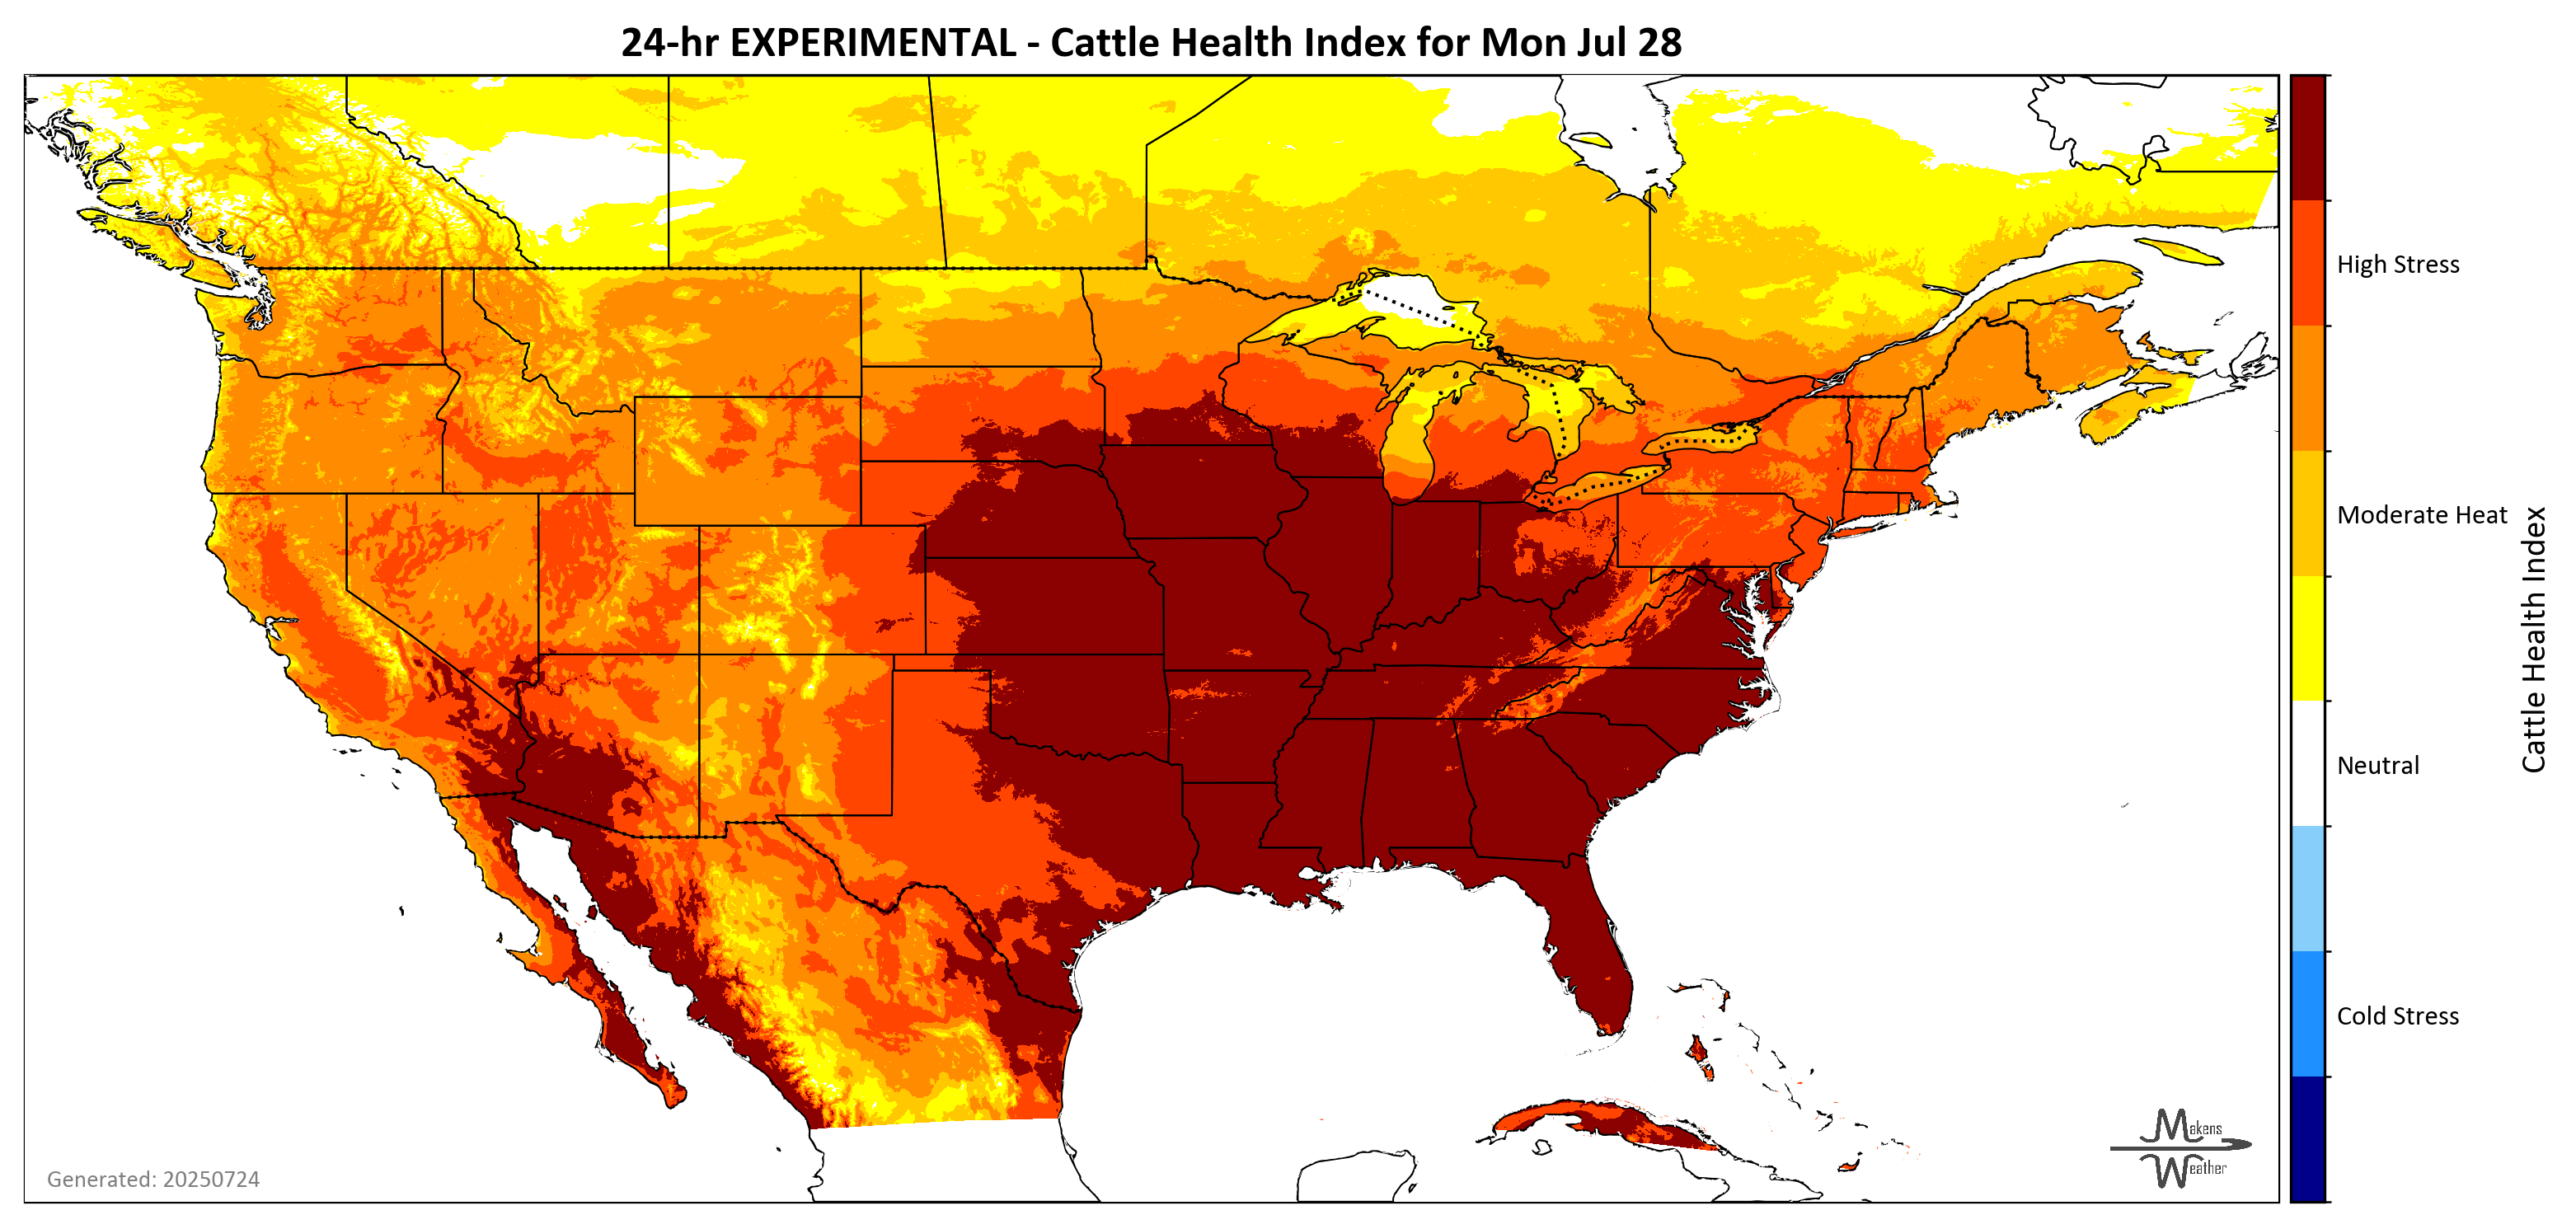 24-hr EXPERIMENTAL - Cattle Health Index for Mon Jul 28
High Stress
Moderate Heat
Neutral
Cold Stress
Cattle Health Index
Makens
Weather
Generated: 20250724